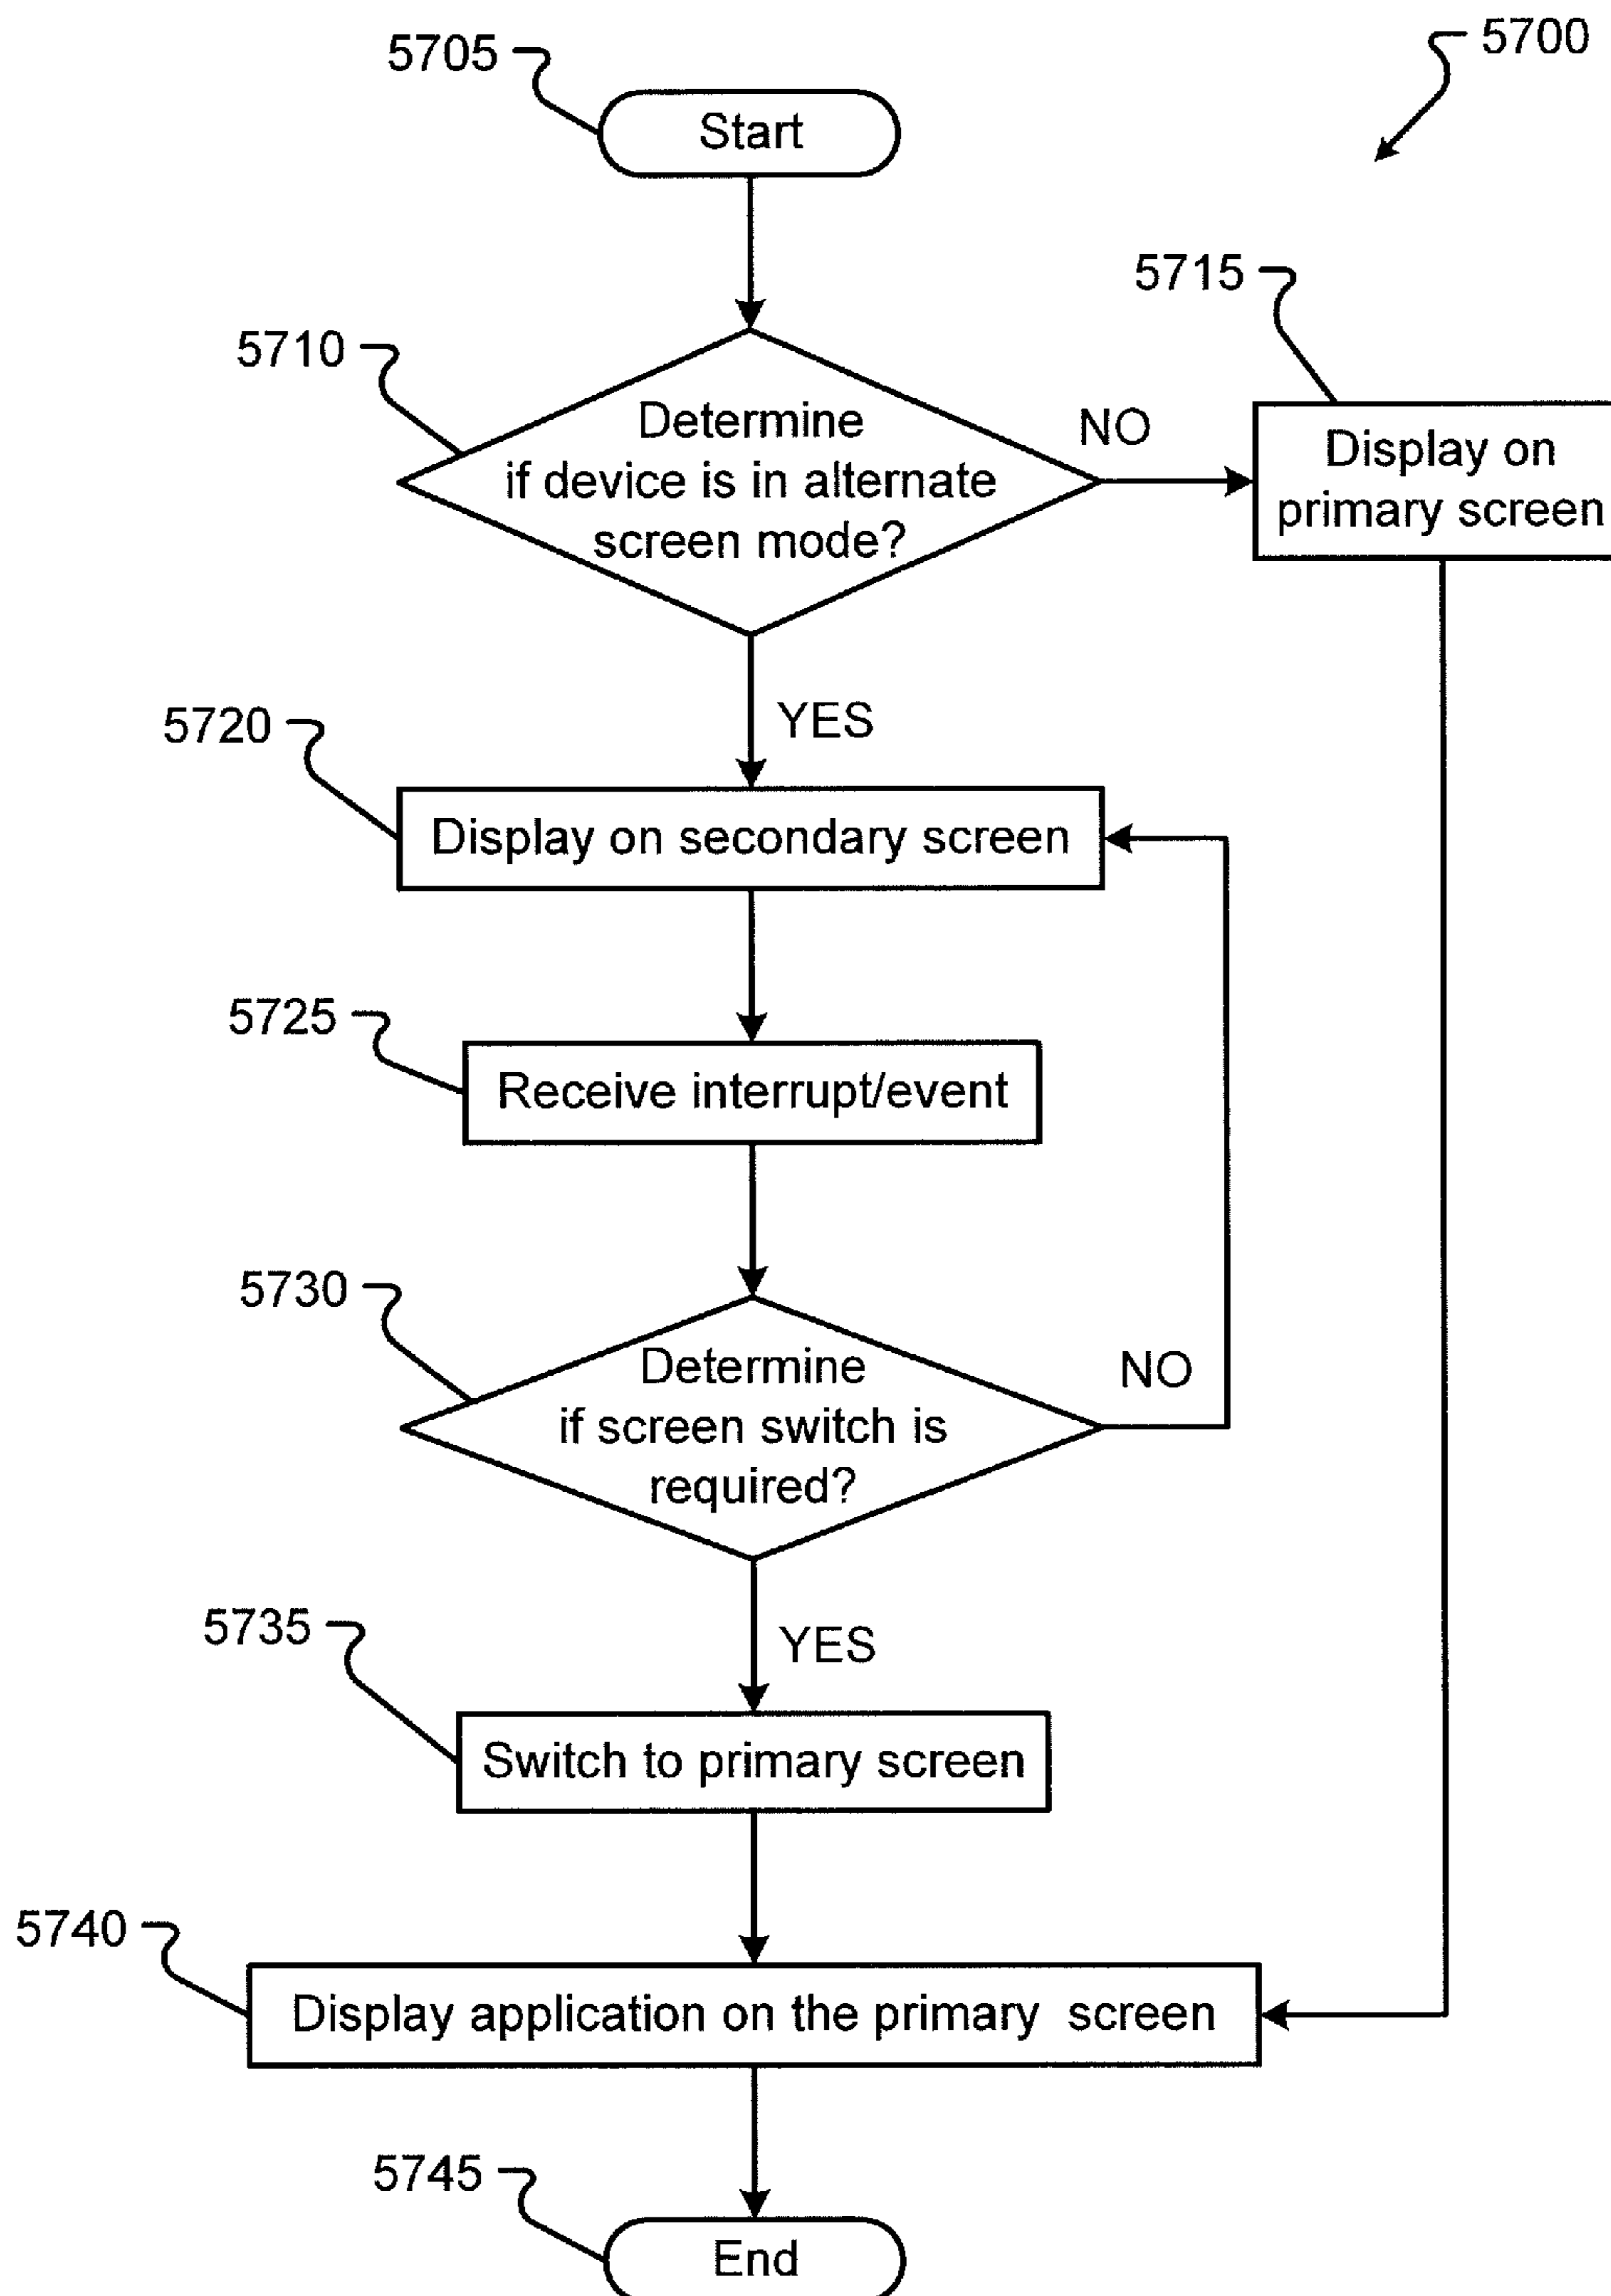 5700
5705
Start
5715
5710
Determine
if device is in alternate
screen mode?
NO
Display on
primary screen
YES
5720
Display on secondary screen
5725
Receive interrupt/event
5730
Determine
if screen switch is
required?
NO
YES
5735
Switch to primary screen
5740
Display application on the primary screen
5745
End